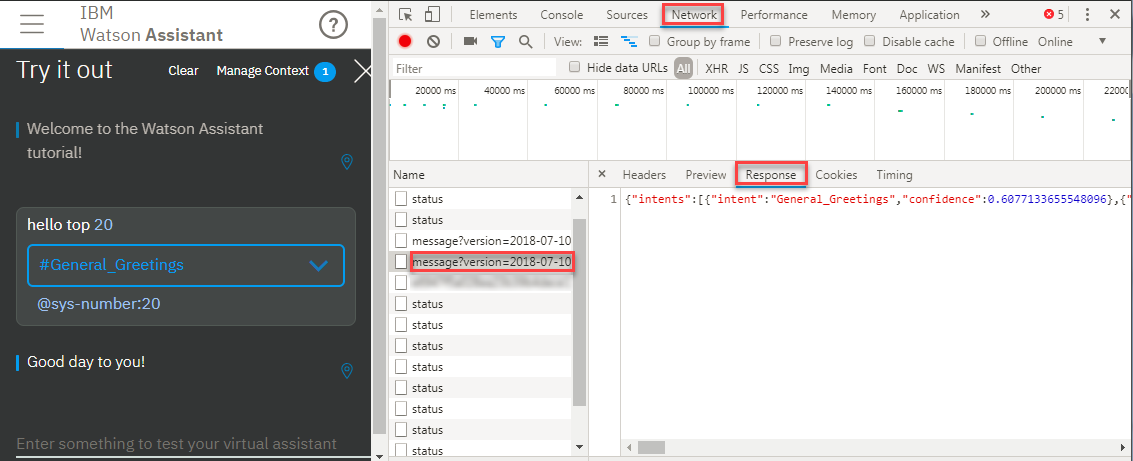 IBM
Watson Assistant
?
Try it out
Clear
Manage Context
1
Welcome to the Watson Assistant
tutorial!
hello top 20
#General_Greetings
@sys-number:20
Good day to you!
Enter something to test your virtual assistant
Elements
Console
Sources
Network
Performance
Memory
Application
»
5
View:
Group by frame
Preserve log
Disable cache
Offline
Online
Filter
Hide data URLs
All
XHR
JS
CSS
Img
Media
Font
Doc
WS
Manifest
Other
20000 ms
40000 ms
60000 ms
80000 ms
100000 ms
120000 ms
140000 ms
160000 ms
180000 ms
200000 ms
22000
Name
status
status
message?version=2018-07-10
message?version=2018-07-10
status
status
status
status
status
status
status
status
Headers
Preview
Response
Cookies
Timing
1
{"intents":[{"intent":"General_Greetings","confidence":0.6077133655548096},{"